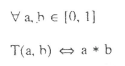 ∀ a, b ∈ [0, 1]
T(a, b) ⇔ a * b